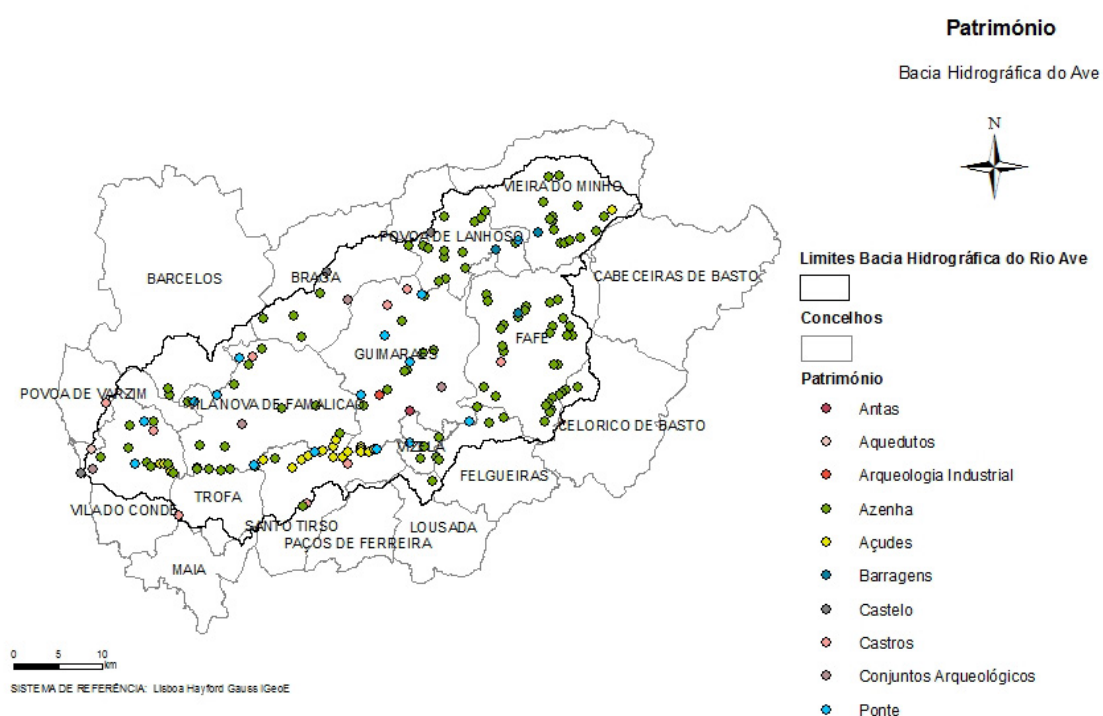 Património
Bacia Hidrográfica do Ave
N
VIEIRA DO MINHO
POVOA DE LANHOSO
CABECEIRAS DE BASTO
BRAGA
BARCELOS
FAFE
GUIMARAES
POVOA DE VARZIM
VILA NOVA DE FAMALICAO
CELORICO DE BASTO
VIZELA
FELGUEIRAS
TROFA
VILA DO CONDE
SANTO TIRSO
LOUSADA
PAÇOS DE FERREIRA
MAIA
0 5 10
km
SISTEMA DE REFERÊNCIA: Lisboa Hayford Gauss IGeoE
Limites Bacia Hidrográfica do Rio Ave
Concelhos
Património
Antas
Aquedutos
Arqueologia Industrial
Azenha
Açudes
Barragens
Castelo
Castros
Conjuntos Arqueológicos
Ponte